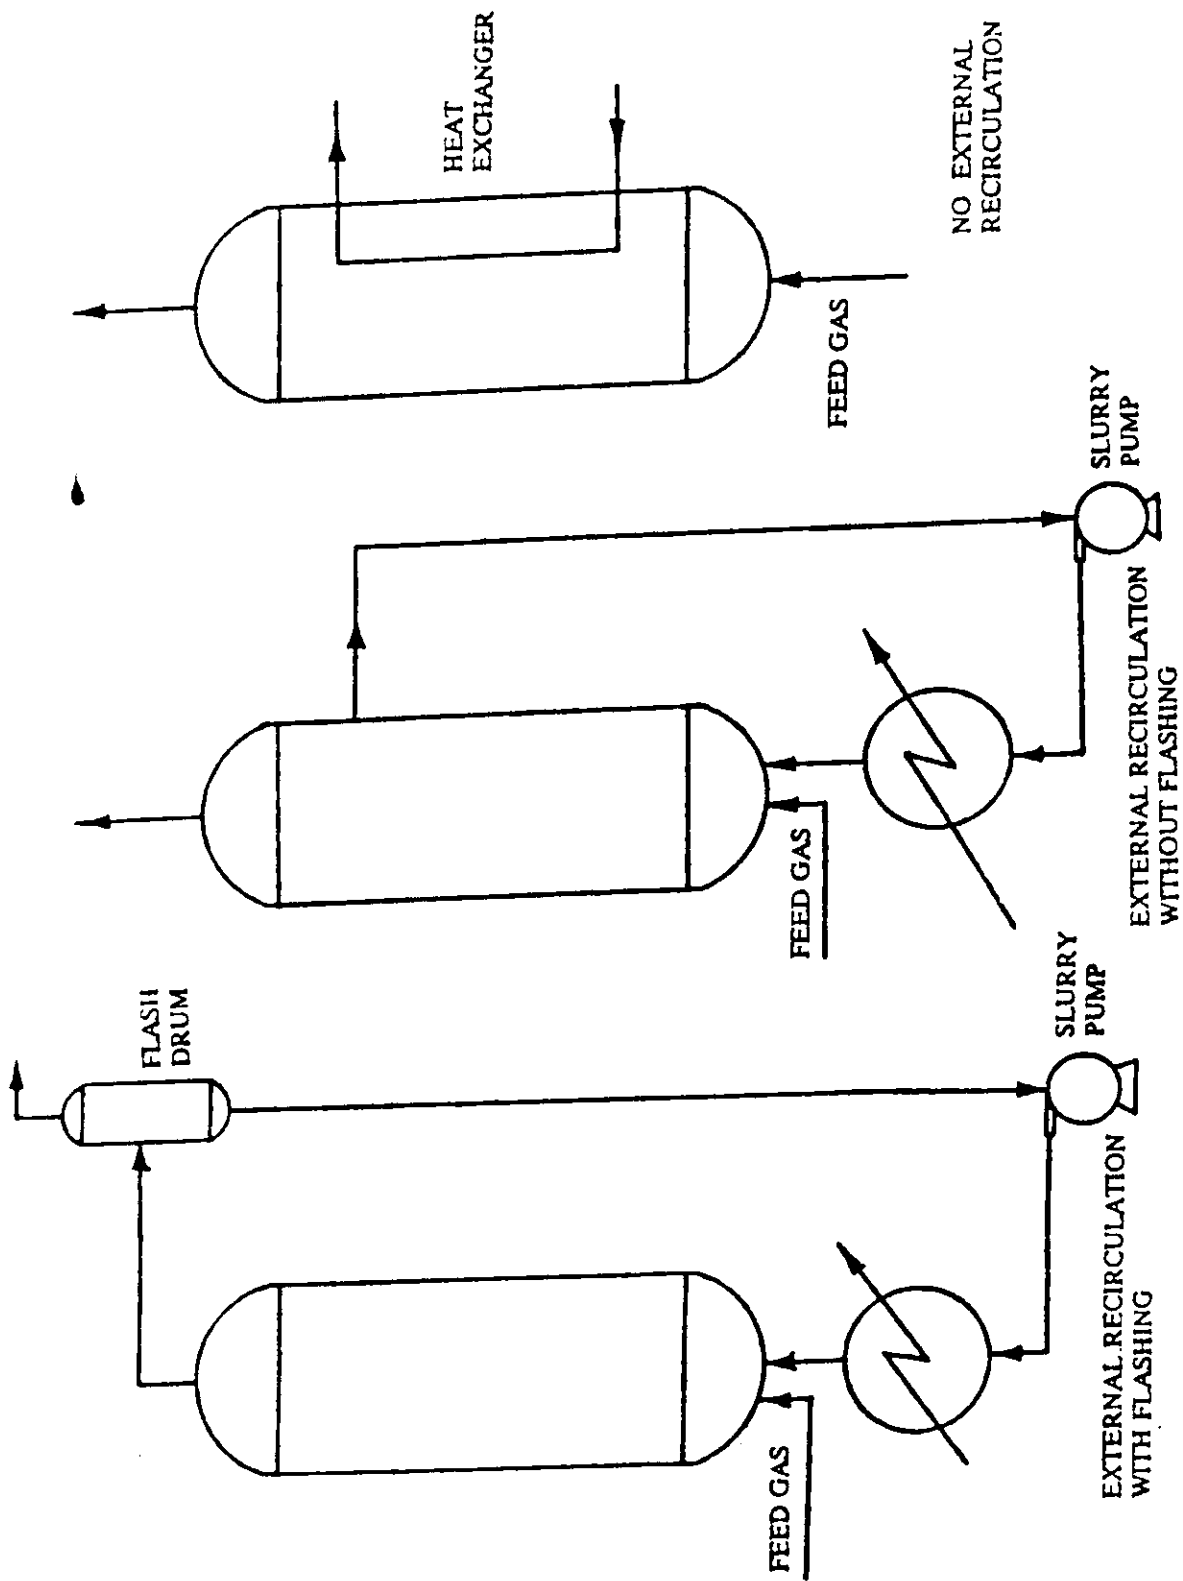 FLASH
DRUM
FEED GAS
SLURRY
PUMP
EXTERNAL RECIRCULATION
WITH FLASHING
FEED GAS
SLURRY
PUMP
EXTERNAL RECIRCULATION
WITHOUT FLASHING
HEAT
EXCHANGER
FEED GAS
NO EXTERNAL
RECIRCULATION